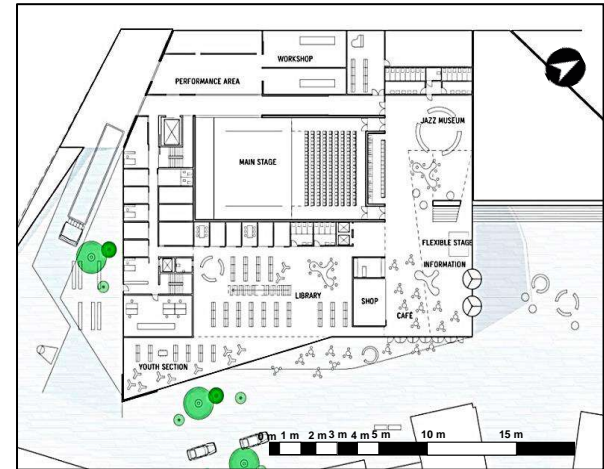 WORKSHOP
PERFORMANCE AREA
JAZZ MUSEUM
MAIN STAGE
FLEXIBLE STAGE
INFORMATION
LIBRARY
SHOP
CAFÉ
YOUTH SECTION
0 m 1 m 2 m 3 m 4 m 5 m 10 m 15 m